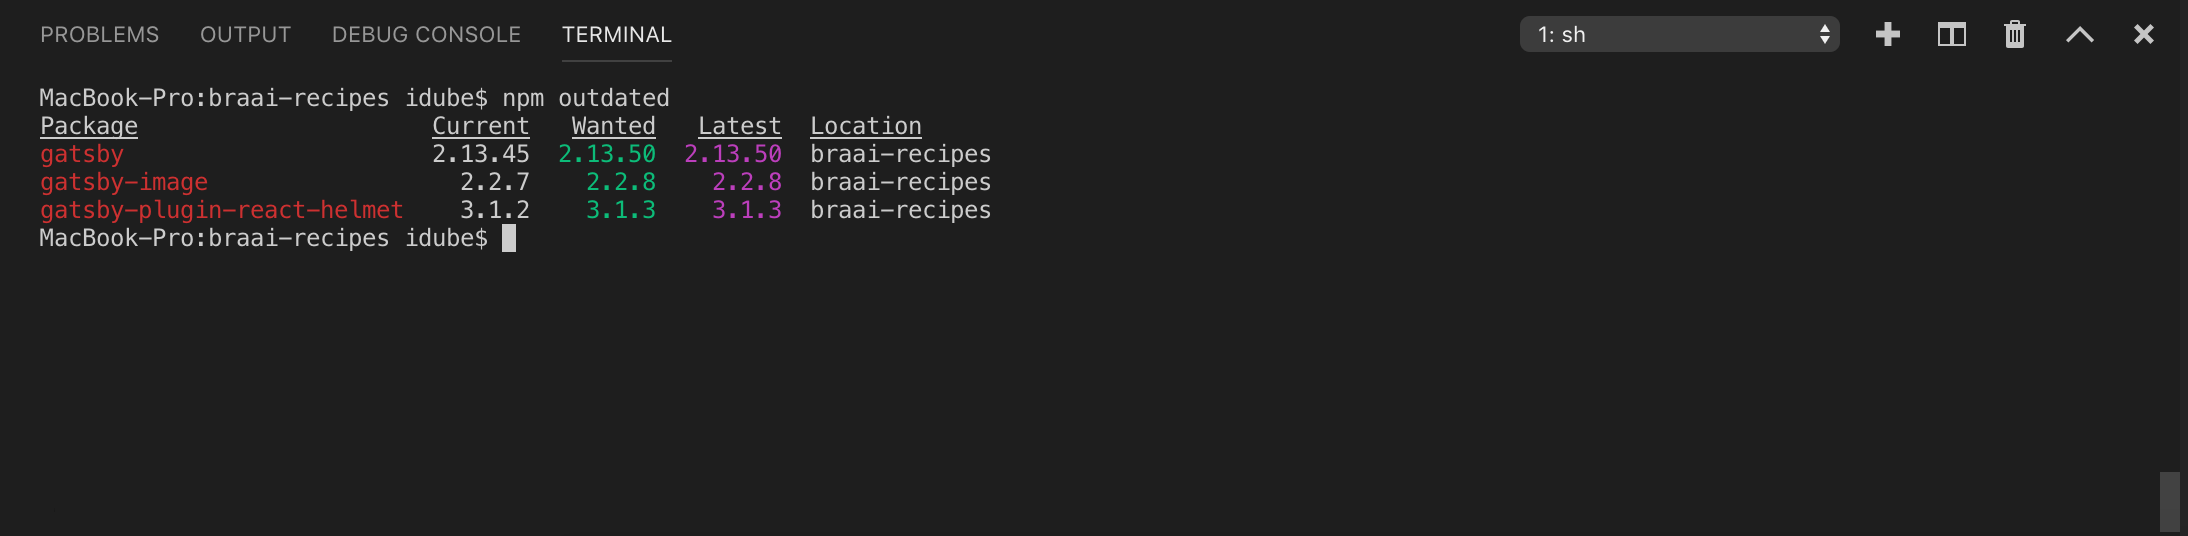 PROBLEMS OUTPUT DEBUG CONSOLE TERMINAL 1: sh
MacBook-Pro:braai-recipes idube$ npm outdated
Package Current Wanted Latest Location
gatsby 2.13.45 2.13.50 2.13.50 braai-recipes
gatsby-image 2.2.7 2.2.8 2.2.8 braai-recipes
gatsby-plugin-react-helmet 3.1.2 3.1.3 3.1.3 braai-recipes
MacBook-Pro:braai-recipes idube$